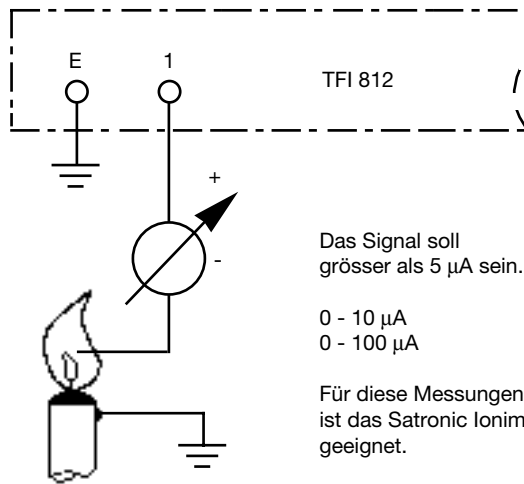 E
1
TFI 812
+
-
Das Signal soll
grösser als 5 µA sein.
0 - 10 µA
0 - 100 µA
Für diese Messungen
ist das Satronic
geeignet.